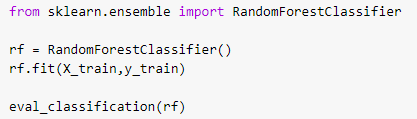 from sklearn.ensemble import RandomForestClassifier
rf = RandomForestClassifier()
rf.fit(X_train,y_train)
eval_classification(rf)